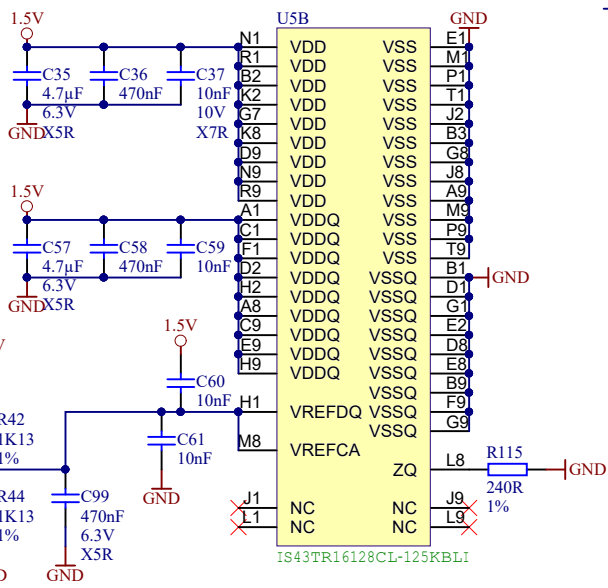 1.5V
U5B
GND
N1 VDD VSS E1
R1 VDD VSS M1
B2 VDD VSS P1
K2 VDD VSS T1
G7 VDD VSS J2
K8 VDD VSS B3
D9 VDD VSS G8
N9 VDD VSS J8
R9 VDD VSS A9
A1 VDDQ VSS M9
C1 VDDQ VSS P9
F1 VDDQ VSS T9
D2 VDDQ VSSQ B1 GND
H2 VDDQ VSSQ D1
A8 VDDQ VSSQ G1
C9 VDDQ VSSQ E2
E9 VDDQ VSSQ D8
H9 VDDQ VSSQ E8
VSSQ B9
H1 VREFDQ VSSQ F9
VSSQ G9
M8 VREFCA
ZQ L8
J1 NC NC J9
L1 NC NC L9
IS43TR16128CL-125KBLI
C35
4.7µF
6.3V
X5R
GND
C36
470nF
C37
10nF
10V
X7R
1.5V
C57
4.7µF
6.3V
X5R
GND
C58
470nF
C59
10nF
1.5V
C60
10nF
C61
10nF
GND
R42
1K13
1%
R44
1K13
1%
C99
470nF
6.3V
X5R
GND
R115
240R
1%
GND